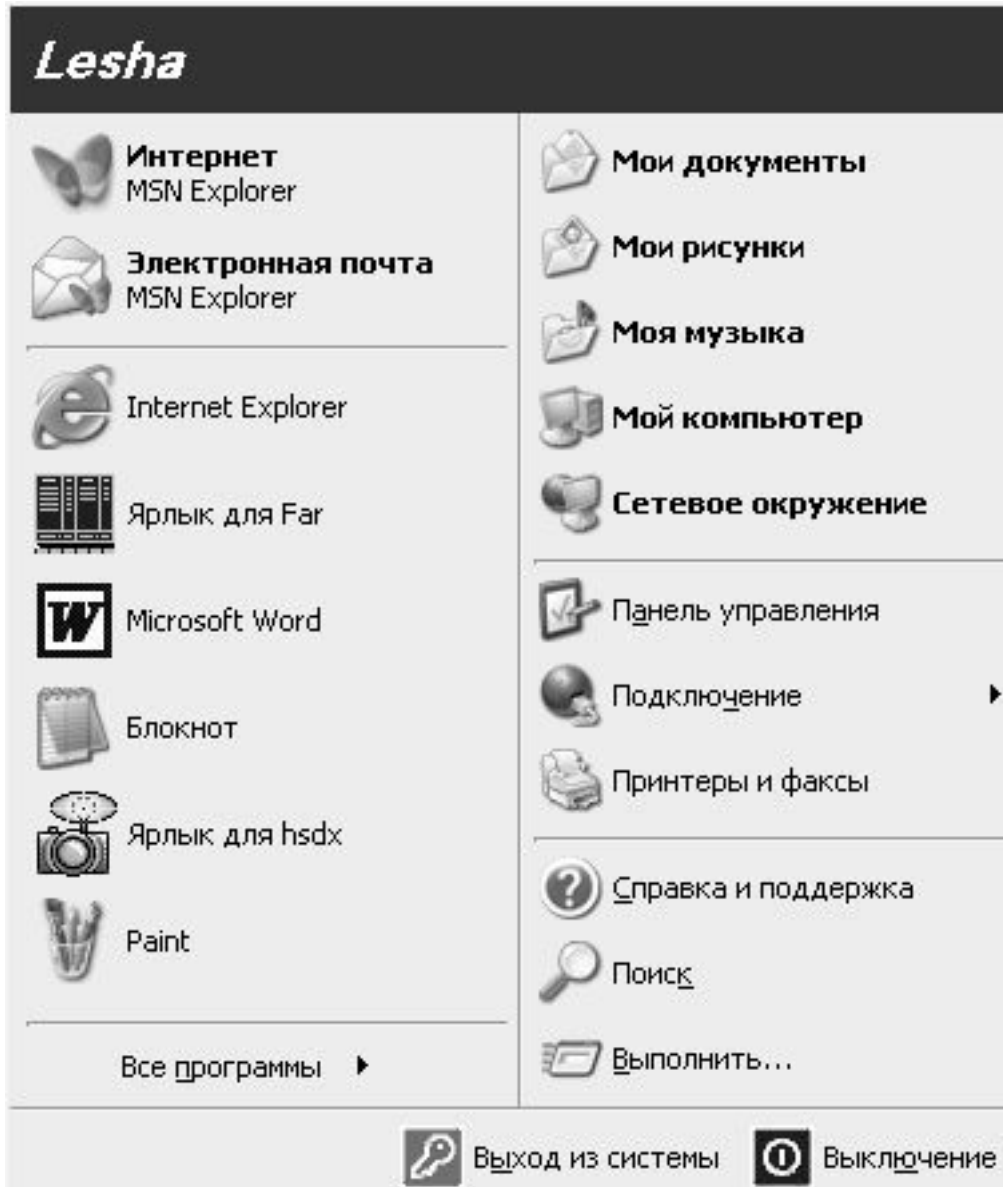 Lesha
Интернет
MSN Explorer
Электронная почта
MSN Explorer
Internet Explorer
Ярлык для Far
Microsoft Word
Блокнот
Ярлык для hsdx
Paint
Все программы
Мои документы
Мои рисунки
Моя музыка
Мой компьютер
Сетевое окружение
Панель управления
Подключение
Принтеры и факсы
Справка и поддержка
Поиск
Выполнить...
Выход из системы
Выключение